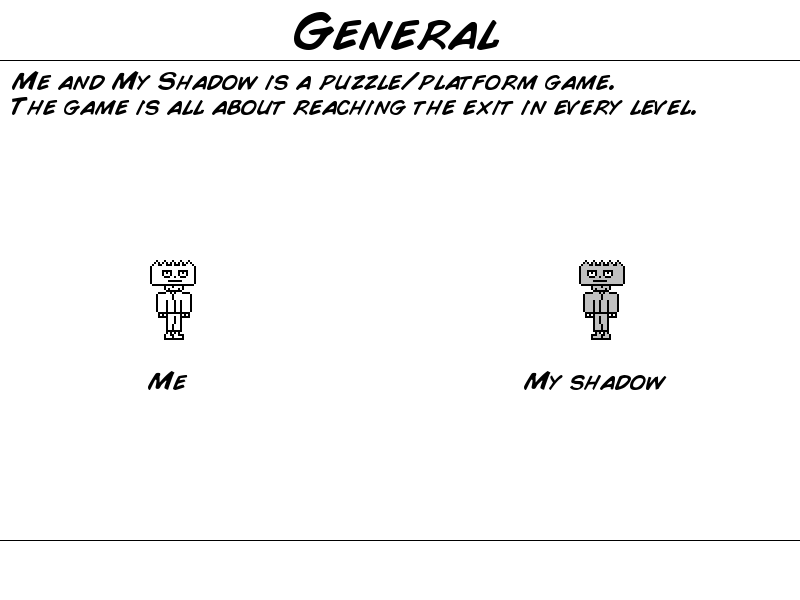 General
Me and My Shadow is a puzzle/platform game.
The game is all about reaching the exit in every level.
Me
My shadow